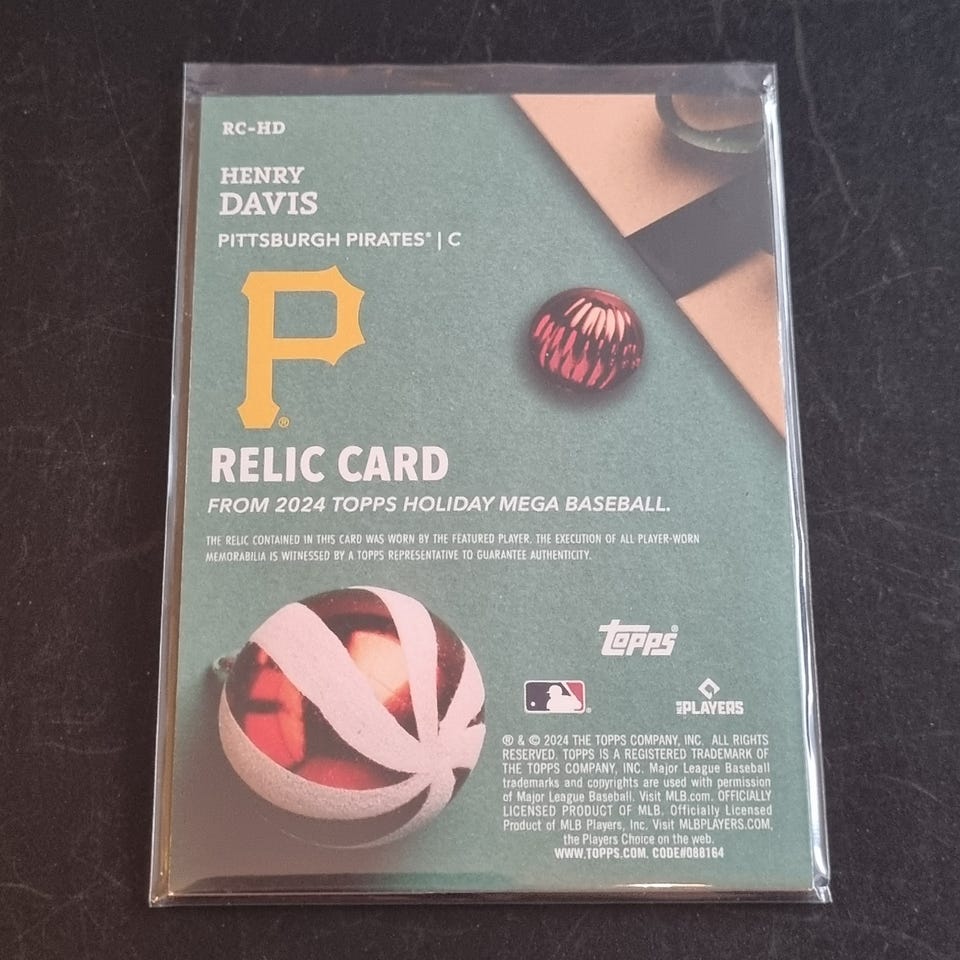 RC-HD
HENRY
DAVIS
PITTSBURGH PIRATES® | C
P®
RELIC CARD
FROM 2024 TOPPS HOLIDAY MEGA BASEBALL.
THE RELIC CONTAINED IN THIS CARD WAS WORN BY THE FEATURED PLAYER. THE EXECUTION OF ALL PLAYER-WORN
MEMORABILIA IS WITNESSED BY A TOPPS REPRESENTATIVE TO GUARANTEE AUTHENTICITY.
topps®
®
MLB PLAYERS
® & © 2024 THE TOPPS COMPANY, INC. ALL RIGHTS
RESERVED. TOPPS IS A REGISTERED TRADEMARK OF
THE TOPPS COMPANY, INC. Major League Baseball
trademarks and copyrights are used with permission
of Major League Baseball. Visit MLB.com. OFFICIALLY
LICENSED PRODUCT OF MLB. Officially Licensed
Product of MLB Players, Inc. Visit MLBPLAYERS.COM,
the Players Choice on the web.
WWW.TOPPS.COM. CODE#088164